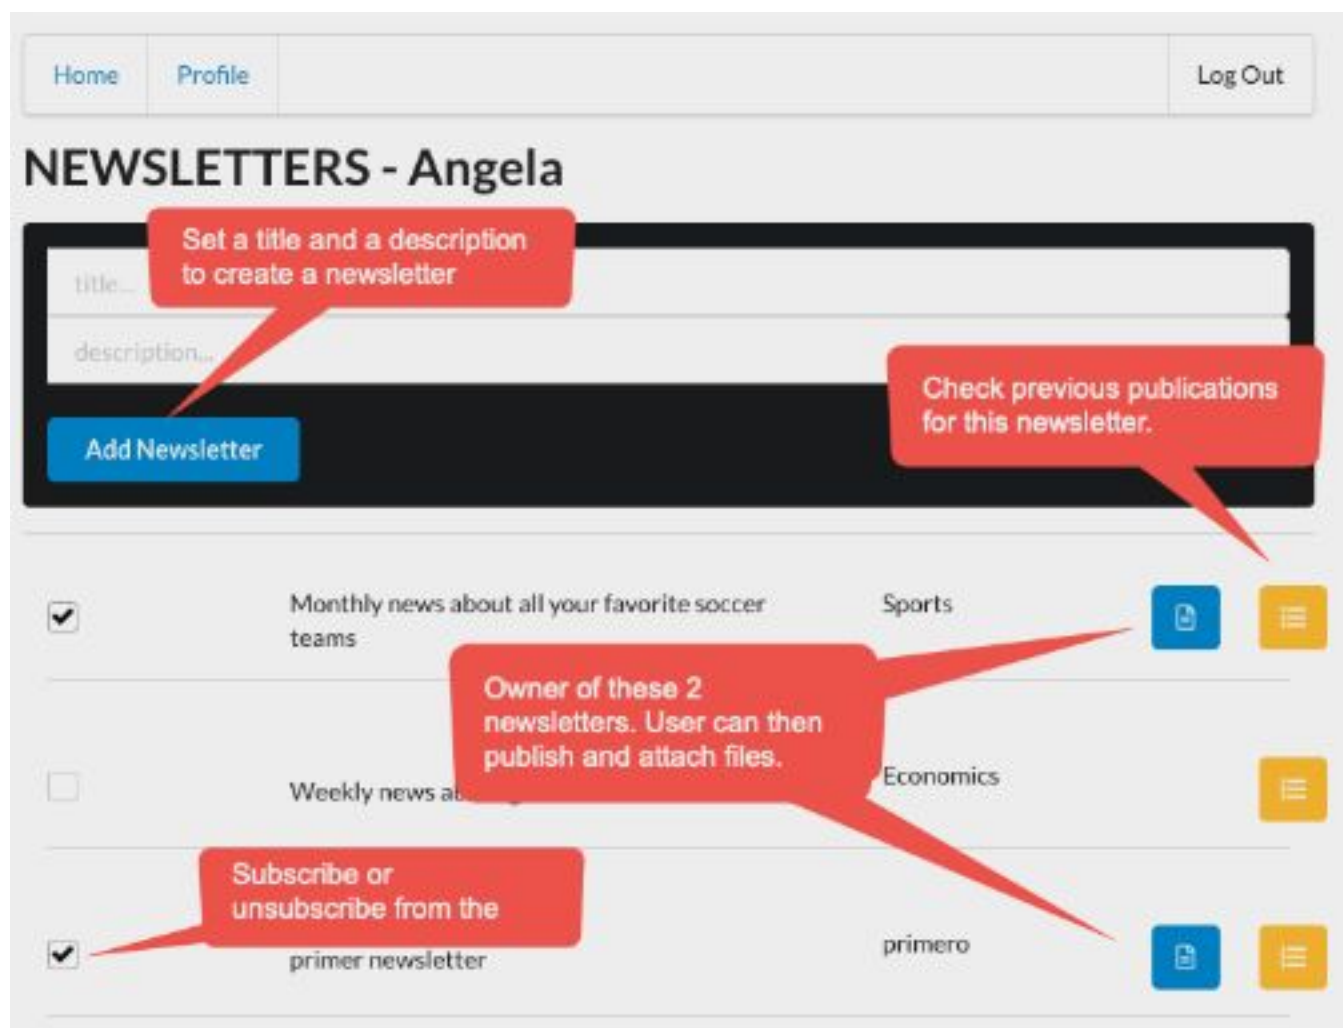 Home Profile Log Out
NEWSLETTERS - Angela
Set a title and a description
to create a newsletter
title...
description...
Check previous publications
for this newsletter.
Add Newsletter
Monthly news about all your favorite soccer
teams
Sports
Owner of these 2
newsletters. User can then
publish and attach files.
Weekly news
Economics
Subscribe or
unsubscribe from the
primer newsletter
primero